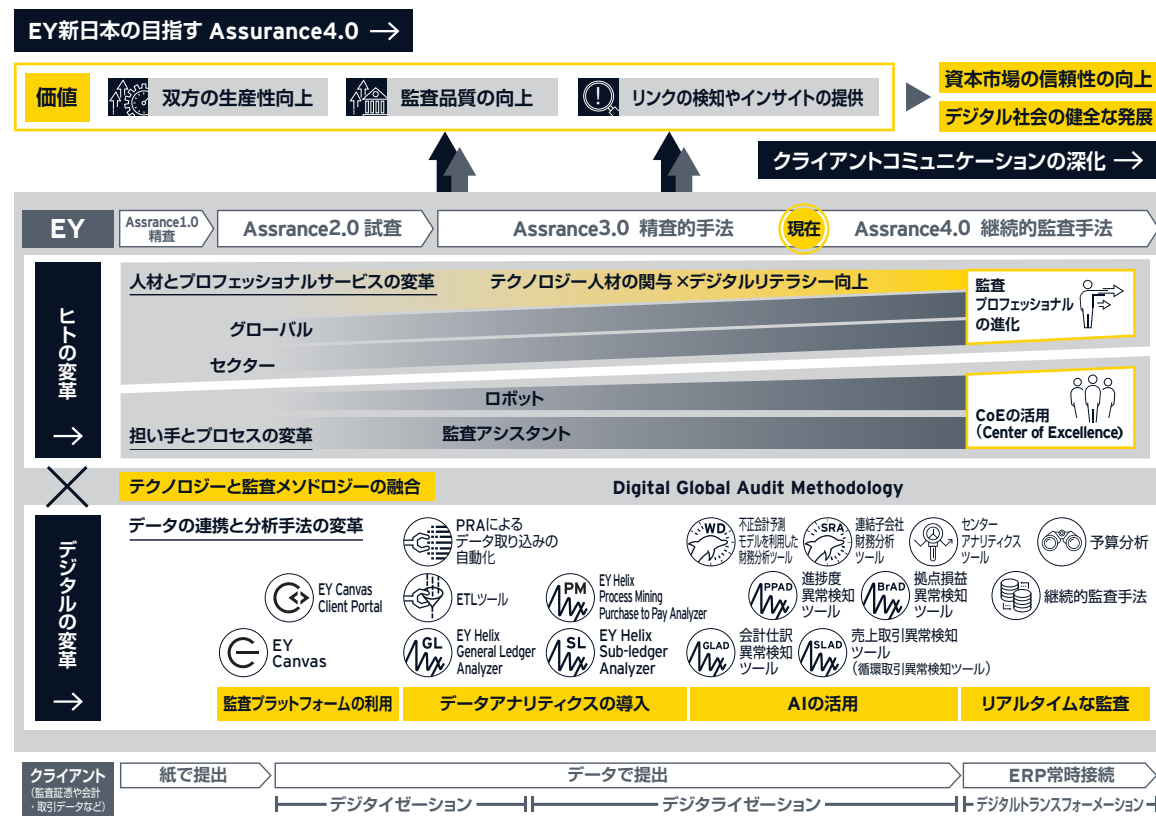 EY新日本の目指す Assurance4.0 →
価値
双方の生産性向上
監査品質の向上
リンクの検知やインサイトの提供
資本市場の信頼性の向上
デジタル社会の健全な発展
クライアントコミュニケーションの深化 →
EY
Assrance1.0
精査
Assrance2.0 試査
Assrance3.0 精査的手法
現在
Assrance4.0 継続的監査手法
ヒトの変革 →
人材とプロフェッショナルサービスの変革
テクノロジー人材の関与×デジタルリテラシー向上
グローバル
セクター
監査
プロフェッショナル
の進化
ロボット
担い手とプロセスの変革
監査アシスタント
CoEの活用
(Center of Excellence)
テクノロジーと監査メソドロジーの融合
Digital Global Audit Methodology
デジタルの変革 →
データの連携と分析手法の変革
PRAによる
データ取り込みの
自動化
WD
不正会計予測
モデルを利用した
財務分析ツール
SRA
連結子会社
財務分析
ツール
センター
アナリティクス
ツール
予算分析
EY Canvas
Client Portal
ETLツール
PM
EY Helix
Process Mining
Purchase to Pay Analyzer
PPAD
進捗度
異常検知
ツール
BrAD
拠点損益
異常検知
ツール
継続的監査手法
EY
Canvas
GL
EY Helix
General Ledger
Analyzer
SL
EY Helix
Sub-ledger
Analyzer
GLAD
会計仕訳
異常検知
ツール
SLAD
売上取引異常検知
ツール
(循環取引異常検知ツール)
監査プラットフォームの利用
データアナリティクスの導入
AIの活用
リアルタイムな監査
クライアント
(監査証憑や会計
・取引データなど)
紙で提出
データで提出
ERP常時接続
デジタイゼーション
デジタライゼーション
デジタルトランスフォーメーション